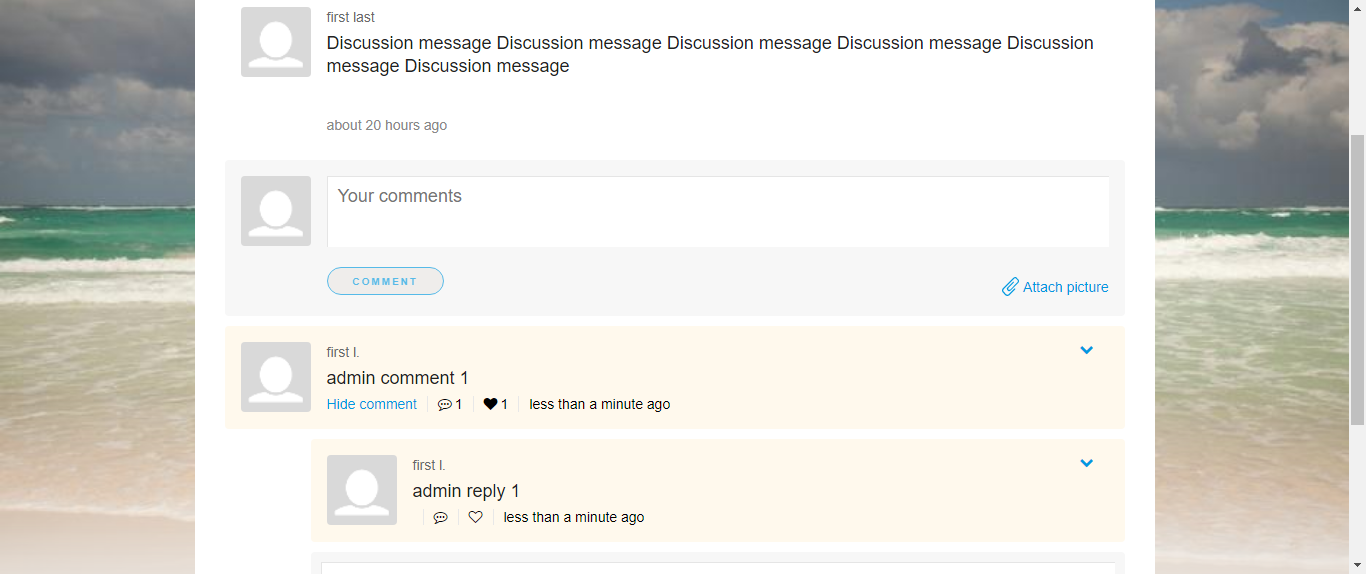 first last
Discussion message Discussion message Discussion message Discussion message Discussion
message Discussion message
about 20 hours ago
Your comments
COMMENT
Attach picture
first l.
admin comment 1
Hide comment 1 1 less than a minute ago
first l.
admin reply 1
less than a minute ago